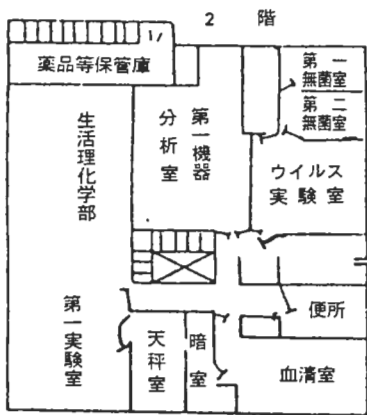 2 階
薬品等保管庫
第一
無菌室
第二
無菌室
生活理化学部
第一機器
分析室
ウイルス
実験室
第一実験室
天秤室
暗室
便所
血清室